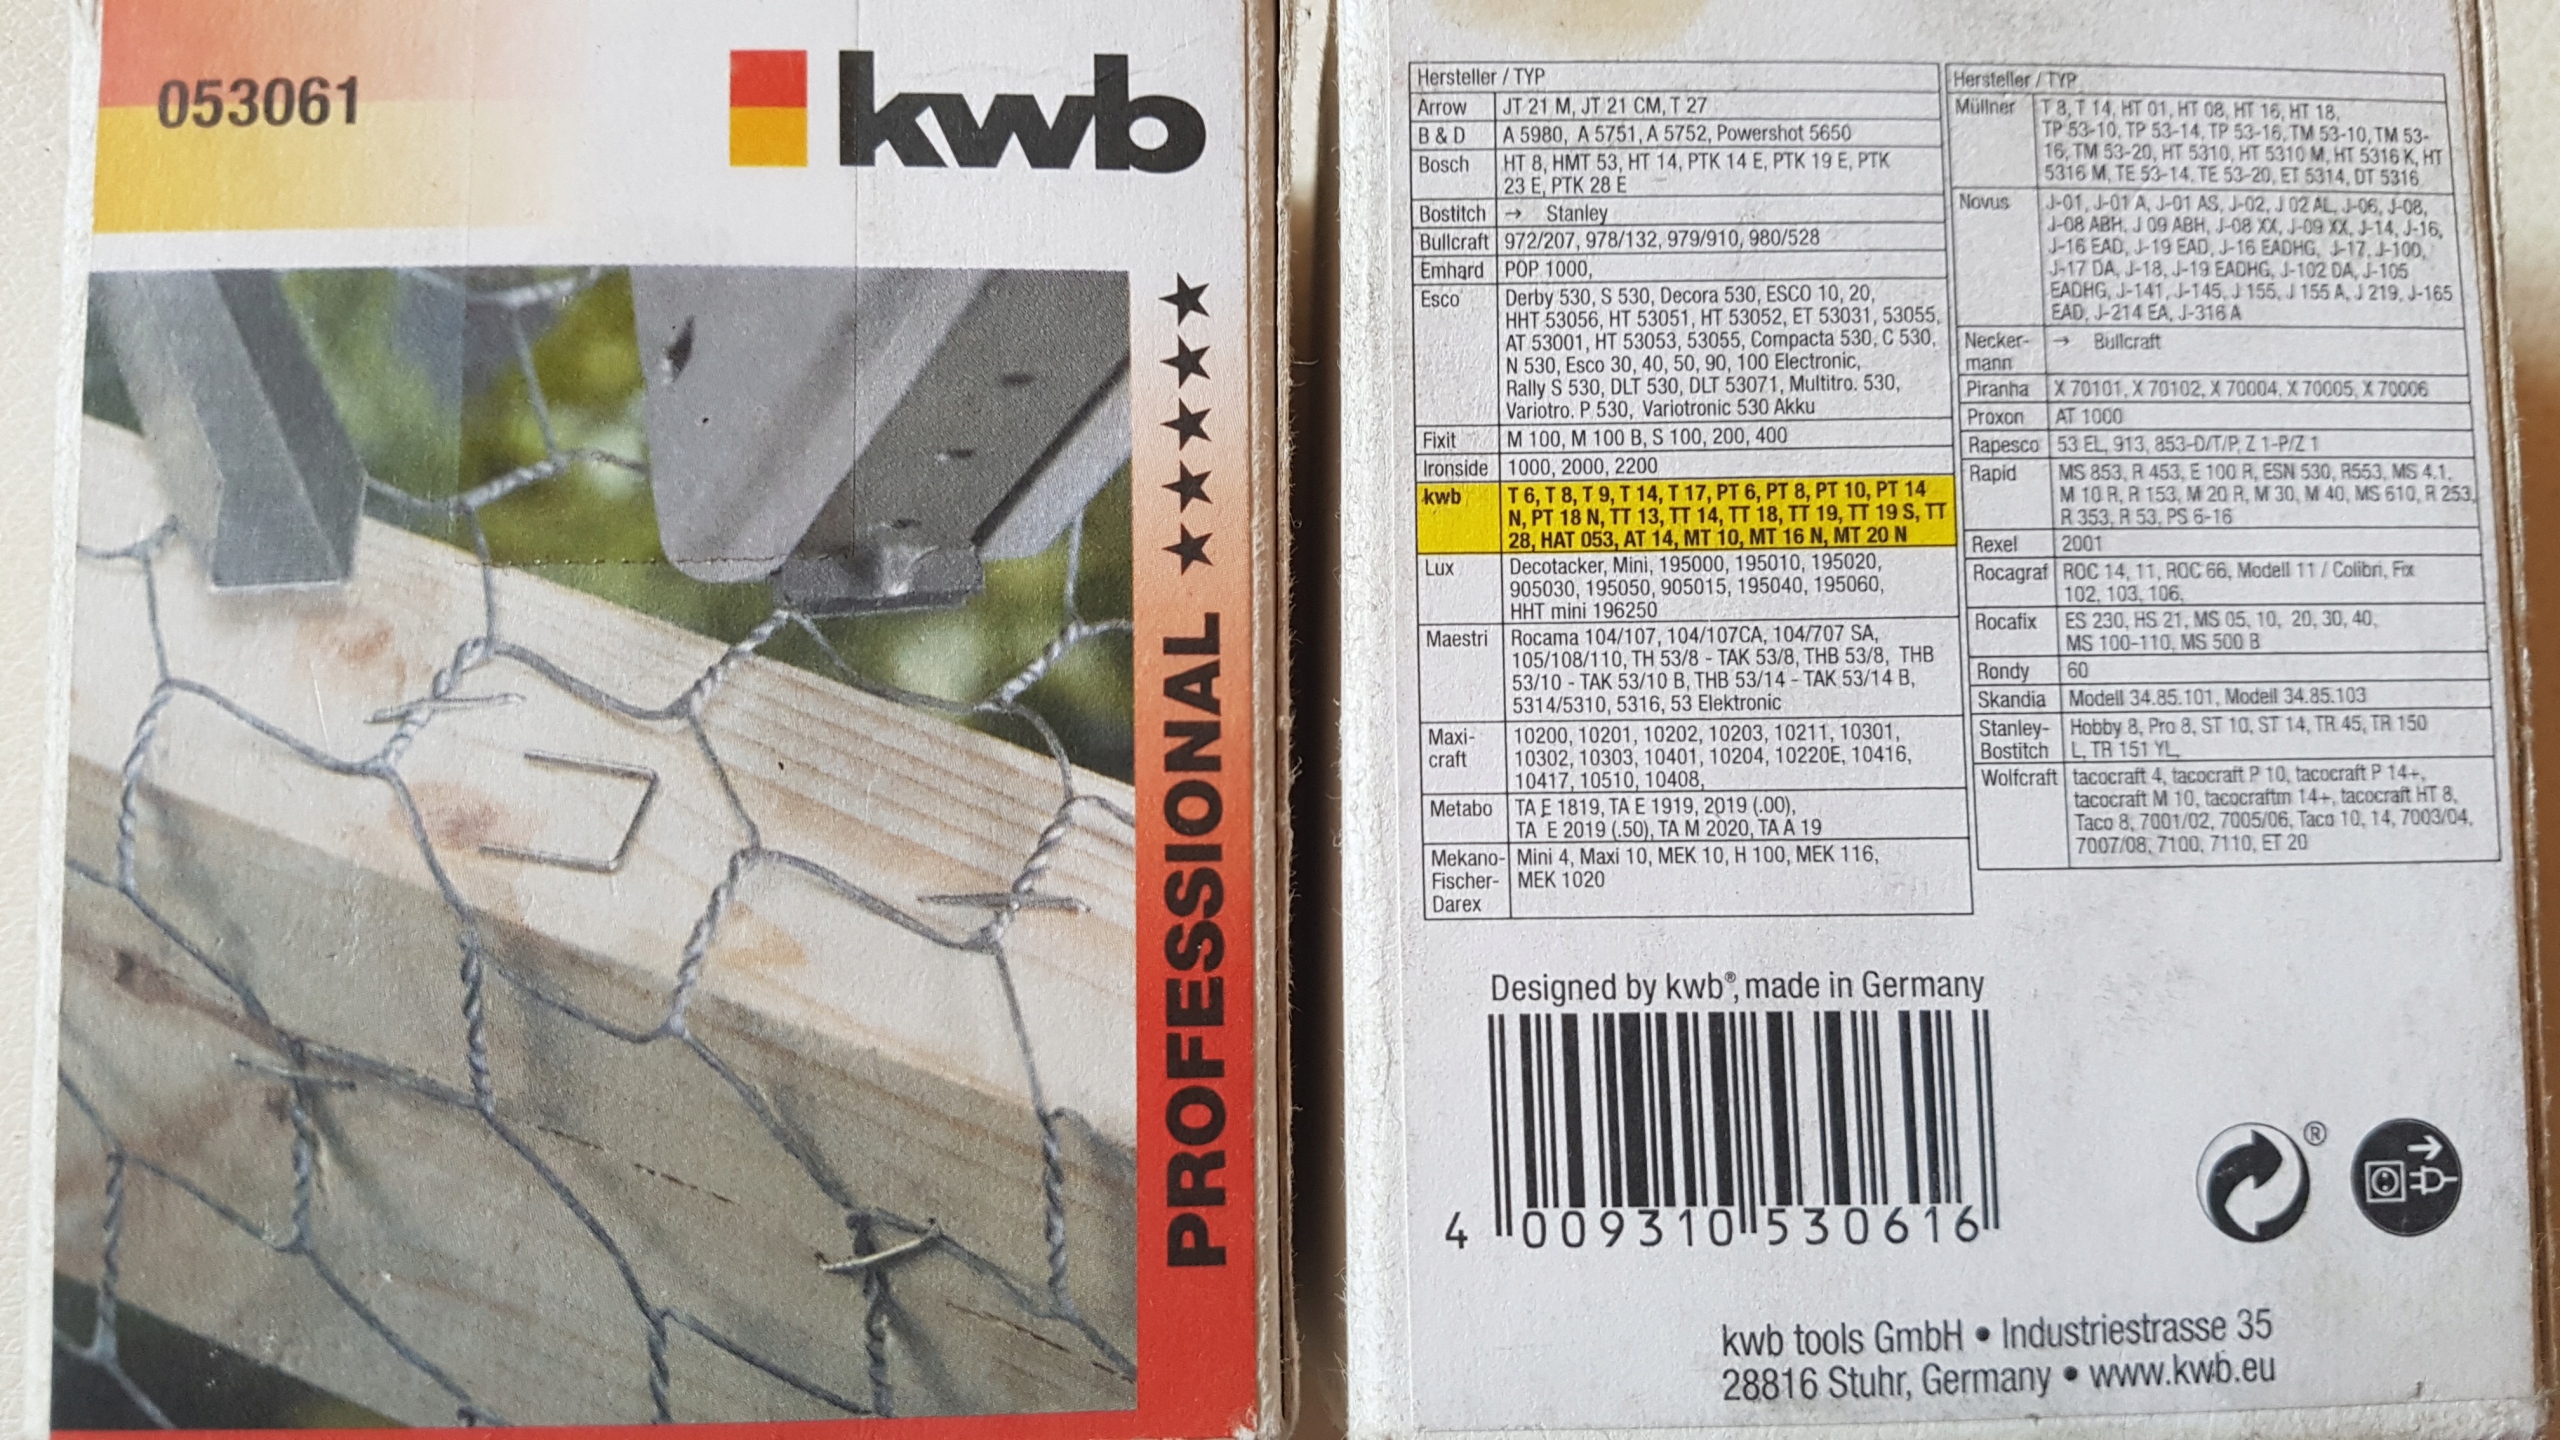 053061
kwb
PROFESSIONAL
Hersteller / TYP
Arrow JT 21 M, JT 21 CM, T 27
B & D A 5980, A 5751, A 5752, Powershot 5650
Bosch HT 8, HMT 53, HT 14, PTK 14 E, PTK 19 E, PTK
23 E, PTK 28 E
Bostitch → Stanley
Bullcraft 972/207, 978/132, 979/910, 980/528
Emhard POP 1000,
Esco Derby 530, S 530, Decora 530, ESCO 10, 20,
HHT 53056, HT 53051, HT 53052, ET 53031, 53055,
AT 53001, HT 53053, 53055, Compacta 530, C 530,
N 530, Esco 30, 40, 50, 90, 100 Electronic,
Rally S 530, DLT 530, DLT 53071, Multitro. 530,
Variotro. P 530, Variotronic 530 Akku
Fixit M 100, M 100 B, S 100, 200, 400
Ironside 1000, 2000, 2200
kwb T 6, T 8, T 9, T 14, T 17, PT 6, PT 8, PT 10, PT 14
N, PT 18 N, TT 13, TT 14, TT 18, TT 19, TT 19 S, TT
28, HAT 053, AT 14, MT 10, MT 16 N, MT 20 N
Lux Decotacker, Mini, 195000, 195010, 195020,
905030, 195050, 905015, 195040, 195060,
HHT mini 196250
Maestri Rocama 104/107, 104/107CA, 104/707 SA,
105/108/110, TH 53/8 - TAK 53/8, THB 53/8, THB
53/10 - TAK 53/10 B, THB 53/14 - TAK 53/14 B,
5314/5310, 5316, 53 Elektronic
Maxi-
craft
10200, 10201, 10202, 10203, 10211, 10301,
10302, 10303, 10401, 10204, 10220E, 10416,
10417, 10510, 10408,
Metabo TA E 1819, TA E 1919, 2019 (.00),
TA E 2019 (.50), TA M 2020, TA A 19
Mekano-
Fischer-
Darex
Mini 4, Maxi 10, MEK 10, H 100, MEK 116,
MEK 1020
Hersteller / TYP
Müllner T 8, T 14, HT 01, HT 08, HT 16, HT 18,
TP 53-10, TP 53-14, TP 53-16, TM 53-10, TM 53-
16, TM 53-20, HT 5310, HT 5310 M, HT 5316 K, HT
5316 M, TE 53-14, TE 53-20, ET 5314, DT 5316
Novus J-01, J-01 A, J-01 AS, J-02, J 02 AL, J-06, J-08,
J-08 ABH, J 09 ABH, J-08 XX, J-09 XX, J-14, J-16,
J-16 EAD, J-19 EAD, J-16 EADHG, J-17, J-100,
J-17 DA, J-18, J-19 EADHG, J-102 DA, J-105
EADHG, J-141, J-145, J 155, J 155 A, J 219, J-165
EAD, J-214 EA, J-316 A
Necker-
mann
→ Bullcraft
Piranha X 70101, X 70102, X 70004, X 70005, X 70006
Proxon AT 1000
Rapesco 53 EL, 913, 853-D/T/P, Z 1-P/Z 1
Rapid MS 853, R 453, E 100 R, ESN 530, R553, MS 4.1,
M 10 R, R 153, M 20 R, M 30, M 40, MS 610, R 253,
R 353, R 53, PS 6-16
Rexel 2001
Rocagraf ROC 14, 11, ROC 66, Modell 11 / Colibri, Fix
102, 103, 106,
Rocafix ES 230, HS 21, MS 05, 10, 20, 30, 40,
MS 100-110, MS 500 B
Rondy 60
Skandia Modell 34.85.101, Modell 34.85.103
Stanley-
Bostitch
Hobby 8, Pro 8, ST 10, ST 14, TR 45, TR 150
L, TR 151 YL,
Wolfcraft tacocraft 4, tacocraft P 10, tacocraft P 14+,
tacocraft M 10, tacocraftm 14+, tacocraft HT 8,
Taco 8, 7001/02, 7005/06, Taco 10, 14, 7003/04,
7007/08, 7100, 7110, ET 20
Designed by kwb®, made in Germany
4 009310 530616
®
kwb tools GmbH • Industriestrasse 35
28816 Stuhr, Germany • www.kwb.eu